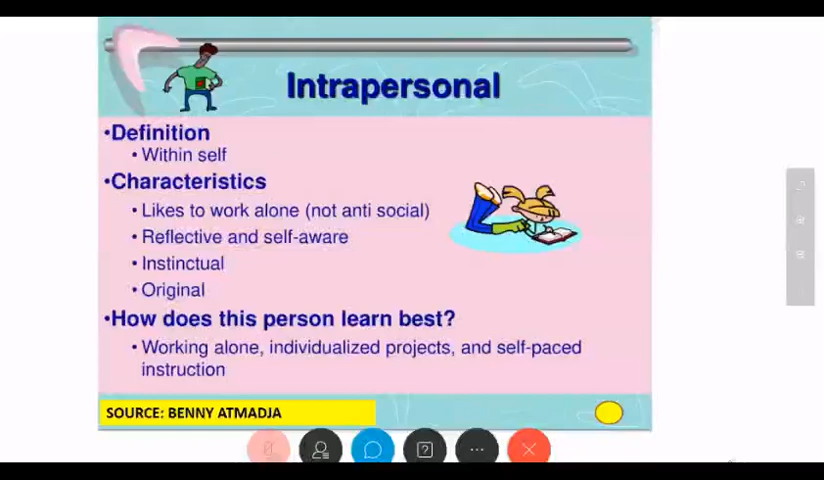 Intrapersonal
•Definition
• Within self
•Characteristics
• Likes to work alone (not anti social)
• Reflective and self-aware
• Instinctual
• Original
•How does this person learn best?
• Working alone, individualized projects, and self-paced
instruction
SOURCE: BENNY ATMADJA